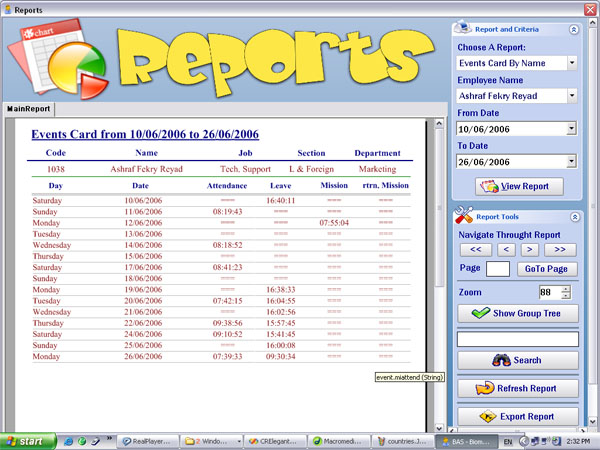 Reports
chart
Reports
MainReport
Events Card from 10/06/2006 to 26/06/2006
Code Name Job Section Department
1038 Ashraf Fekry Reyad Tech. Support I. & Foreign Marketing
Day Date Attendance Leave Mission rtrn. Mission
Saturday 10/06/2006 === 16:40:11 === ===
Sunday 11/06/2006 08:19:43 === === ===
Monday 12/06/2006 === === 07:55:04 ===
Tuesday 13/06/2006 === === === ===
Wednesday 14/06/2006 08:18:52 === === ===
Thursday 15/06/2006 === === === ===
Saturday 17/06/2006 08:41:23 === === ===
Sunday 18/06/2006 === === === ===
Monday 19/06/2006 === 16:38:33 === ===
Tuesday 20/06/2006 07:42:15 16:04:55 === ===
Wednesday 21/06/2006 === 16:02:56 === ===
Thursday 22/06/2006 09:38:56 15:57:45 === ===
Saturday 24/06/2006 09:10:52 15:41:45 === ===
Sunday 25/06/2006 === 16:00:08 === ===
Monday 26/06/2006 07:39:33 09:30:34 === ===
event.miattend (String)
Report and Criteria
Choose A Report:
Events Card By Name
Employee Name
Ashraf Fekry Reyad
From Date
10/06/2006
To Date
26/06/2006
View Report
Report Tools
Navigate Throught Report
<< < > >>
Page GoTo Page
Zoom 88
Show Group Tree
Search
Refresh Report
Export Report
start RealPlayer... 2 Window... CRElegant... Macromedi... countries.J... BAS - Biom... EN 2:32 PM